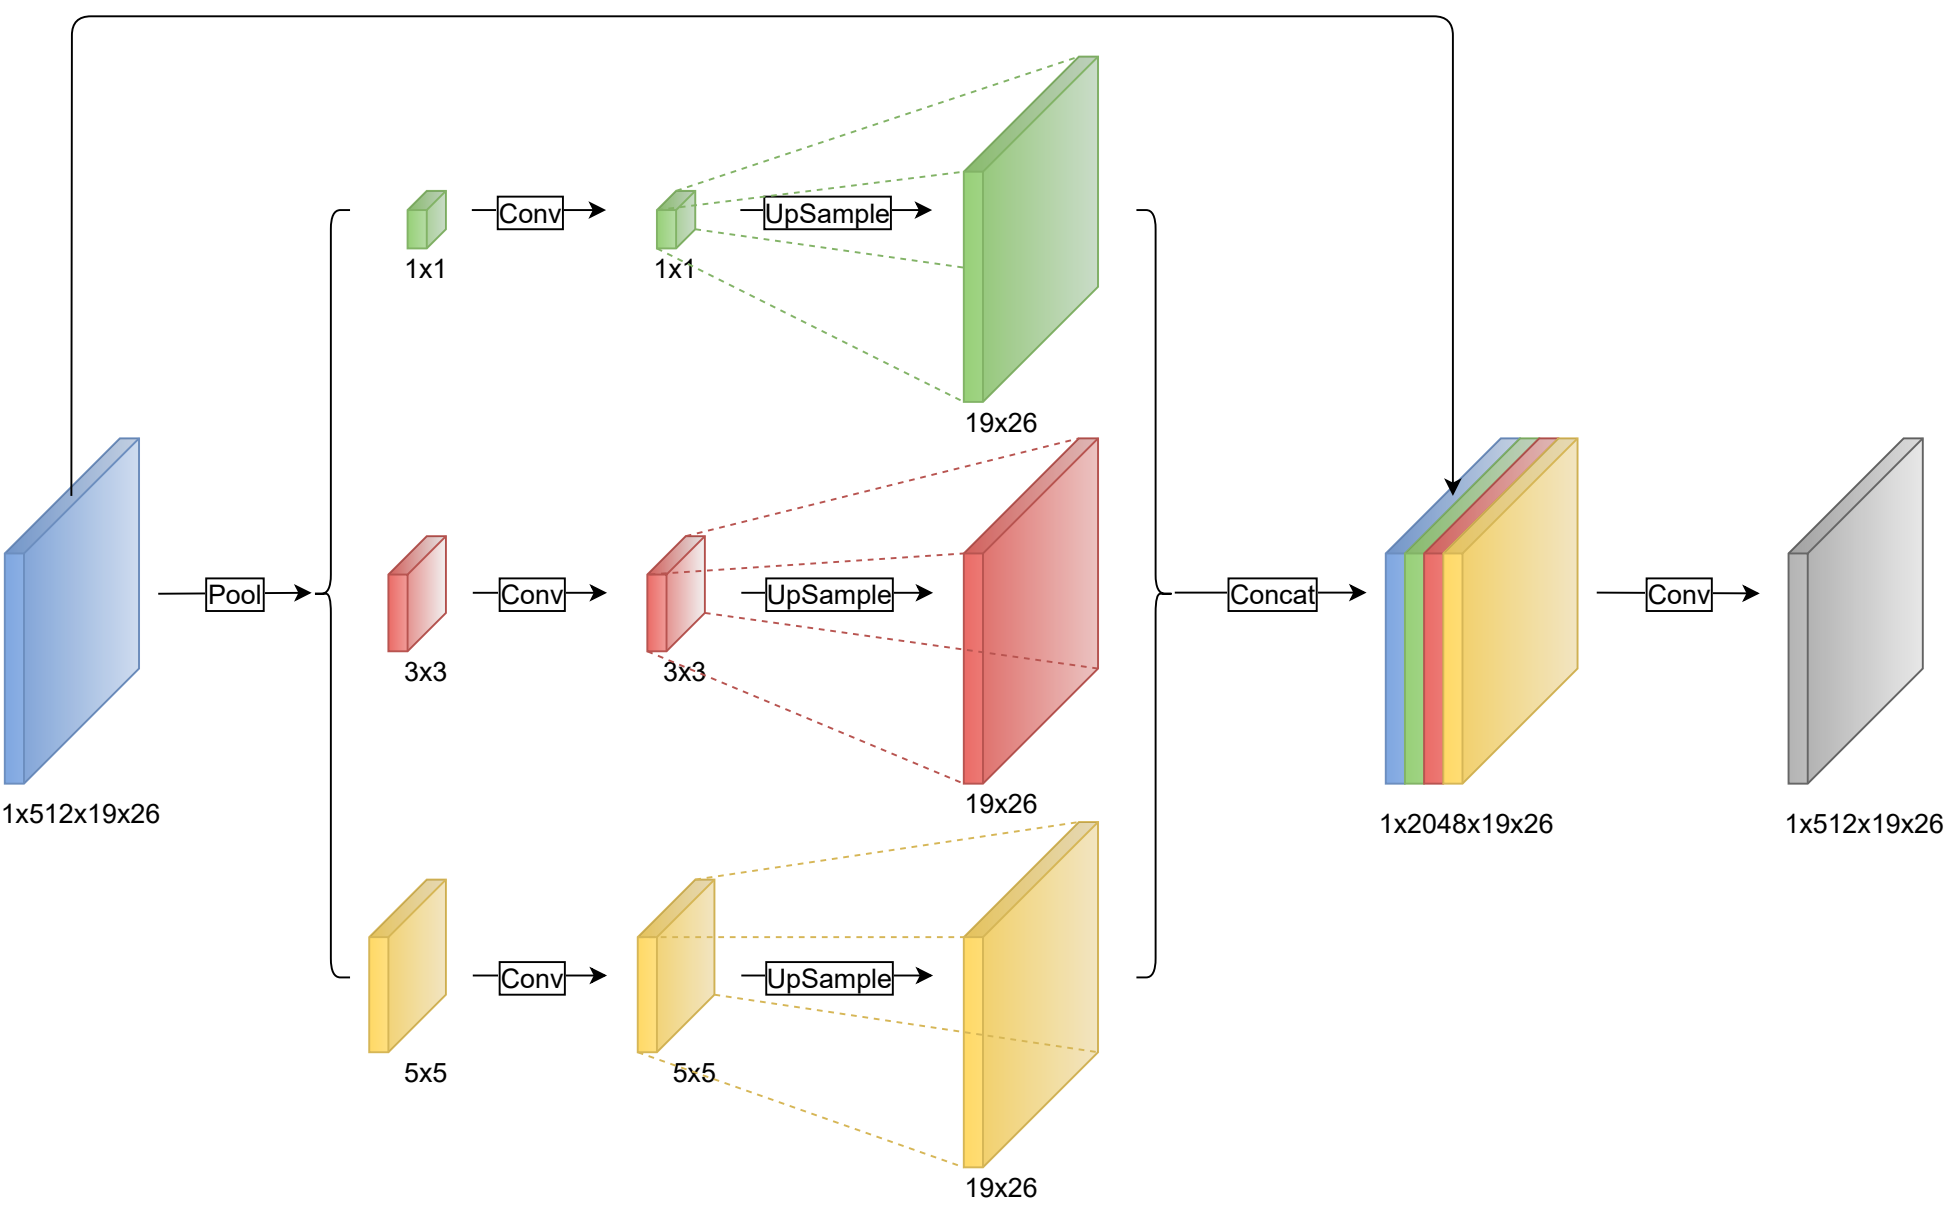 Conv
UpSample
1x1
1x1
19x26
Pool
Conv
UpSample
Concat
Conv
3x3
3x3
19x26
1x512x19x26
1x2048x19x26
1x512x19x26
Conv
UpSample
5x5
5x5
19x26